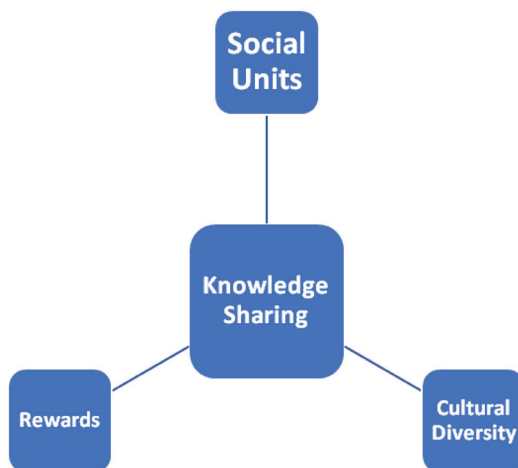 Social
Units
Knowledge
Sharing
Rewards
Cultural
Diversity